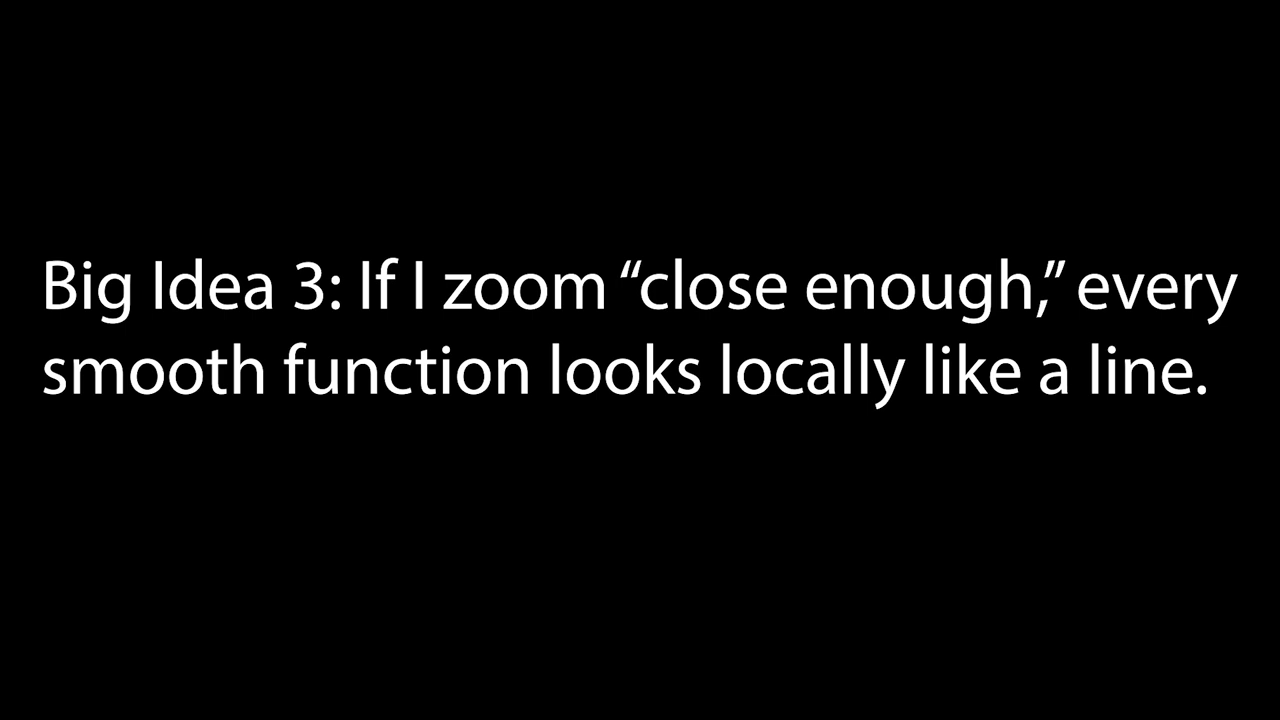 Big Idea 3: If I zoom “close enough,” every
smooth function looks locally like a line.